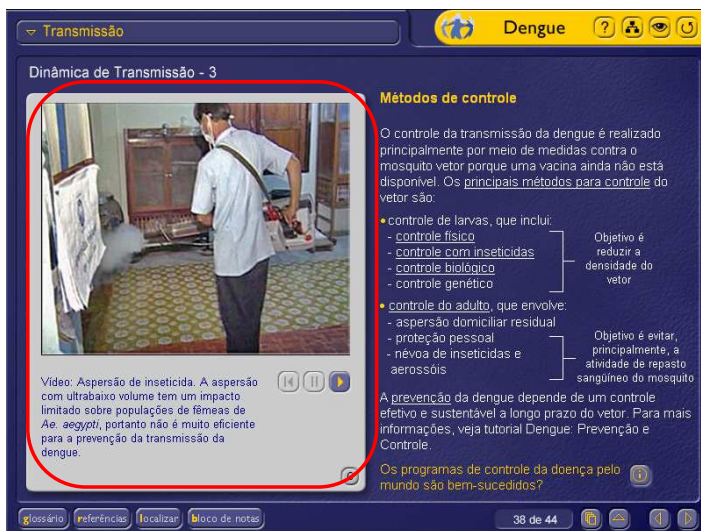 Transmissão
Dengue
Dinâmica de Transmissão - 3
Vídeo: Aspersão de inseticida. A aspersão
com ultrabaixo volume tem um impacto
limitado sobre populações de fêmeas de
Ae. aegypti, portanto não é muito eficiente
para a prevenção da transmissão da
dengue.
Métodos de controle
O controle da transmissão da dengue é realizado
principalmente por meio de medidas contra o
mosquito vetor porque uma vacina ainda não está
disponível. Os principais métodos para controle do
vetor são:
• controle de larvas, que inclui:
- controle físico
- controle com inseticidas
- controle biológico
- controle genético
Objetivo é
reduzir a
densidade do
vetor
• controle do adulto, que envolve:
- aspersão domiciliar residual
- proteção pessoal
- névoa de inseticidas e
aerossóis
Objetivo é evitar,
principalmente, a
atividade de repasto
sangüíneo do mosquito
A prevenção da dengue depende de um controle
efetivo e sustentável a longo prazo do vetor. Para mais
informações, veja tutorial Dengue: Prevenção e
Controle.
Os programas de controle da doença pelo
mundo são bem-sucedidos?
glossário referências localizar bloco de notas
38 de 44